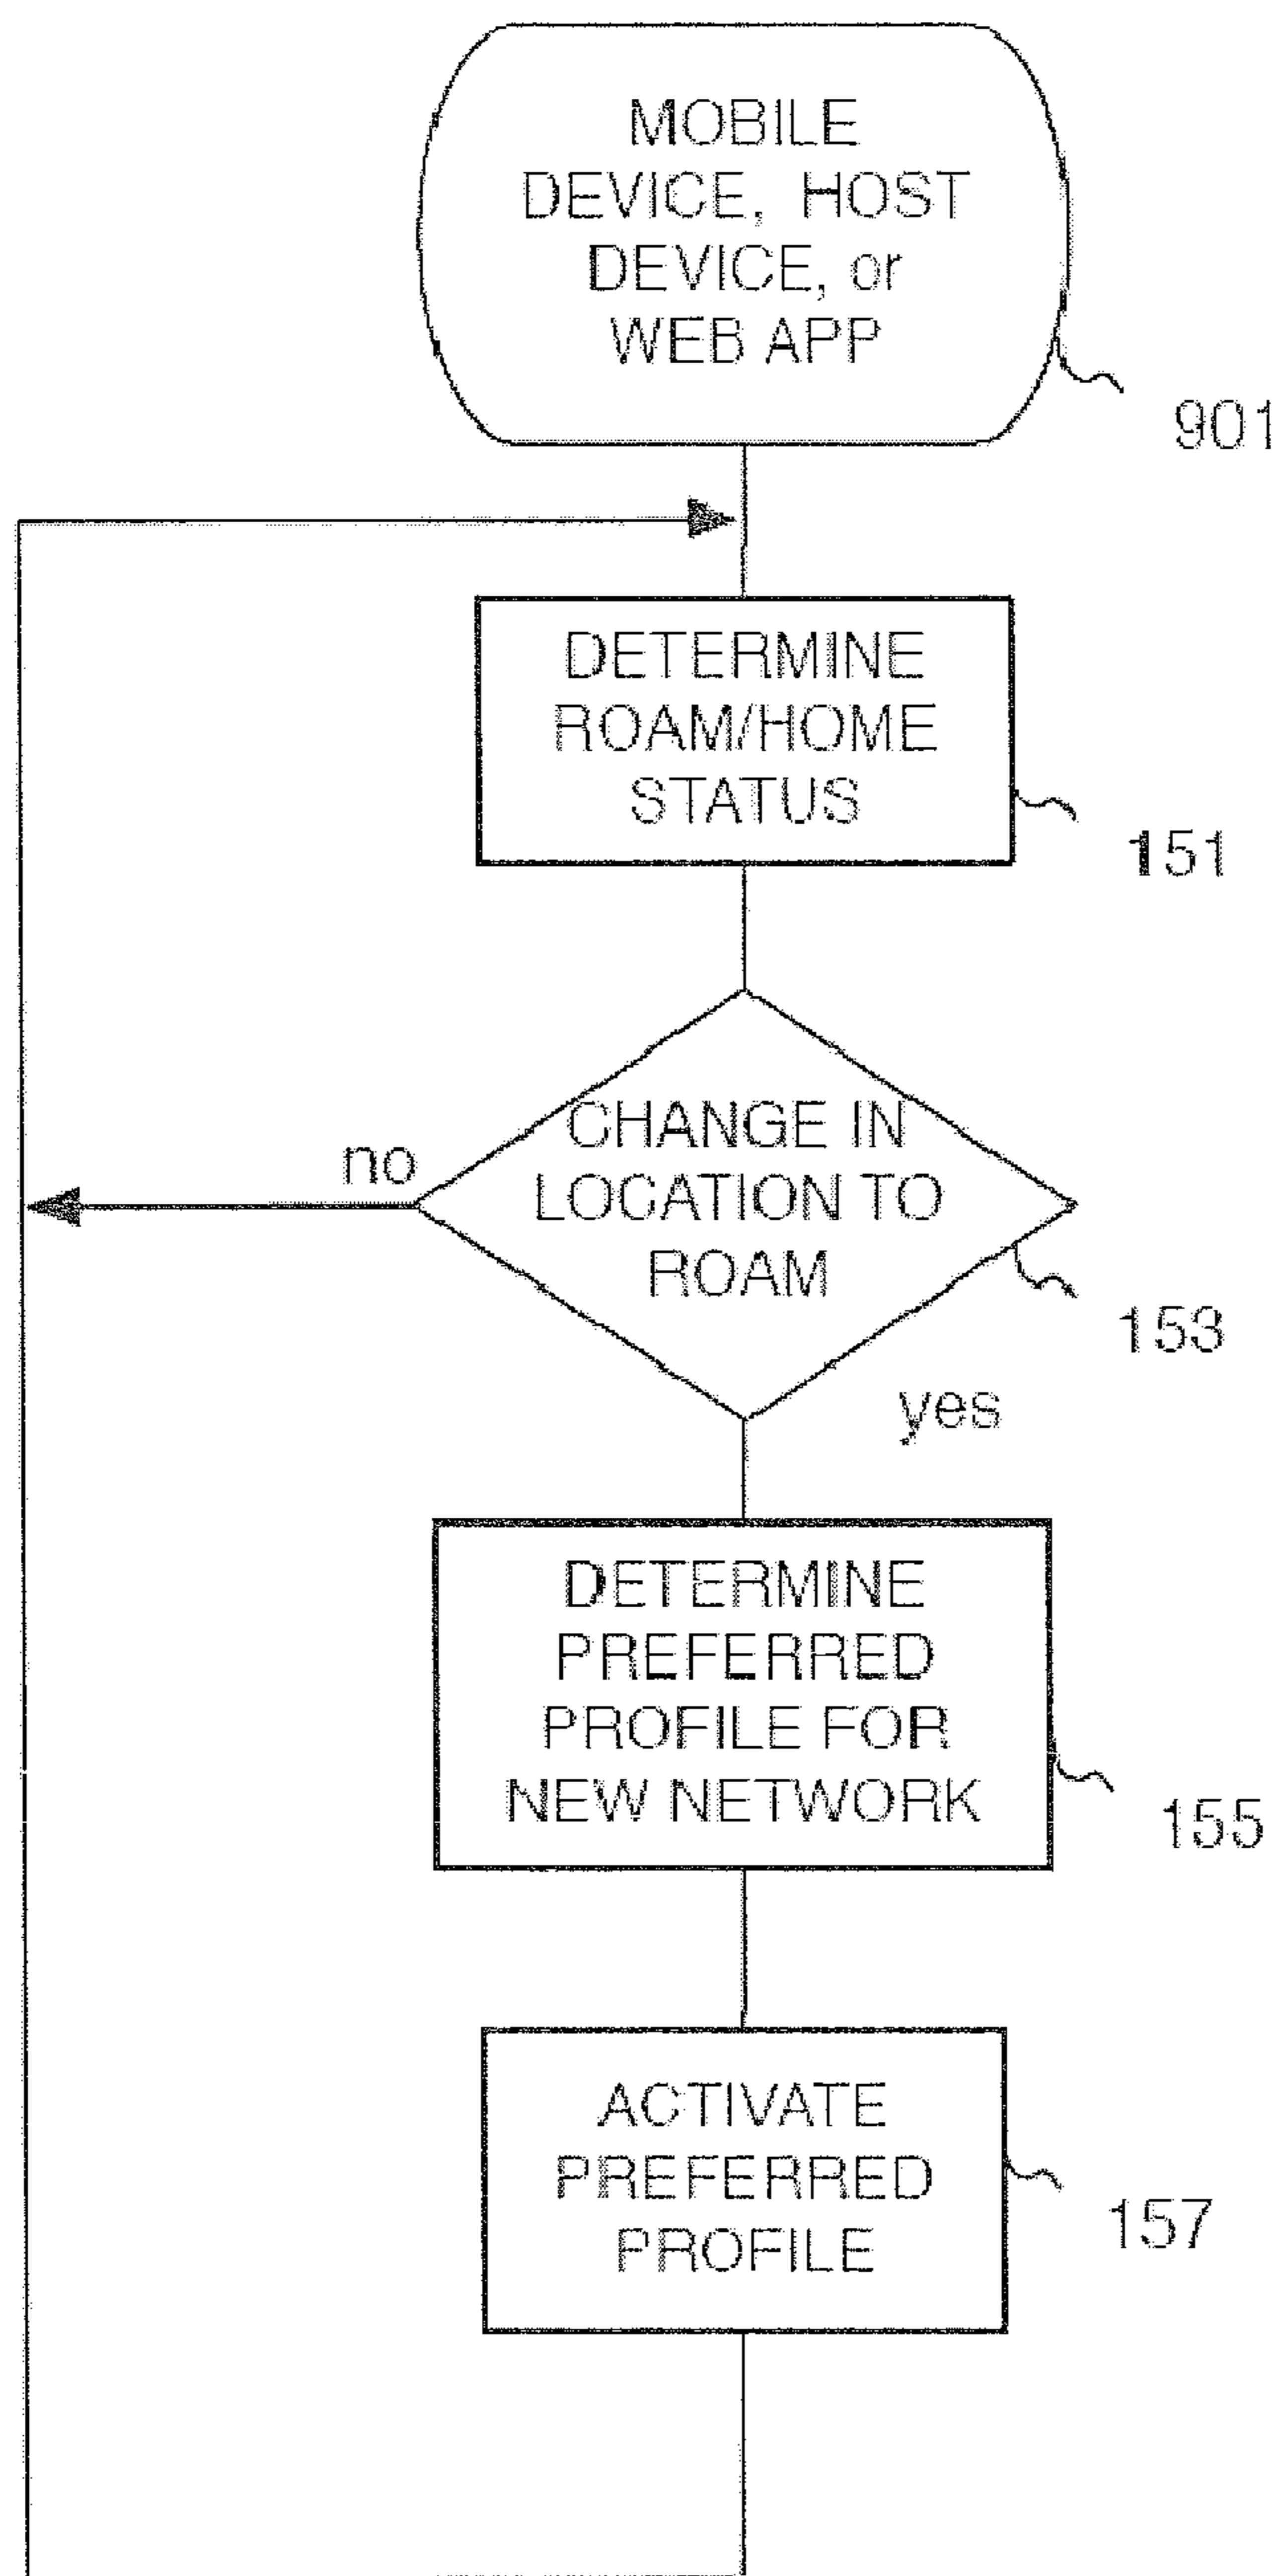 MOBILE
DEVICE, HOST
DEVICE, or
WEB APP
901
DETERMINE
ROAM/HOME
STATUS
151
CHANGE IN
LOCATION TO
ROAM
no
153
yes
DETERMINE
PREFERRED
PROFILE FOR
NEW NETWORK
155
ACTIVATE
PREFERRED
PROFILE
157